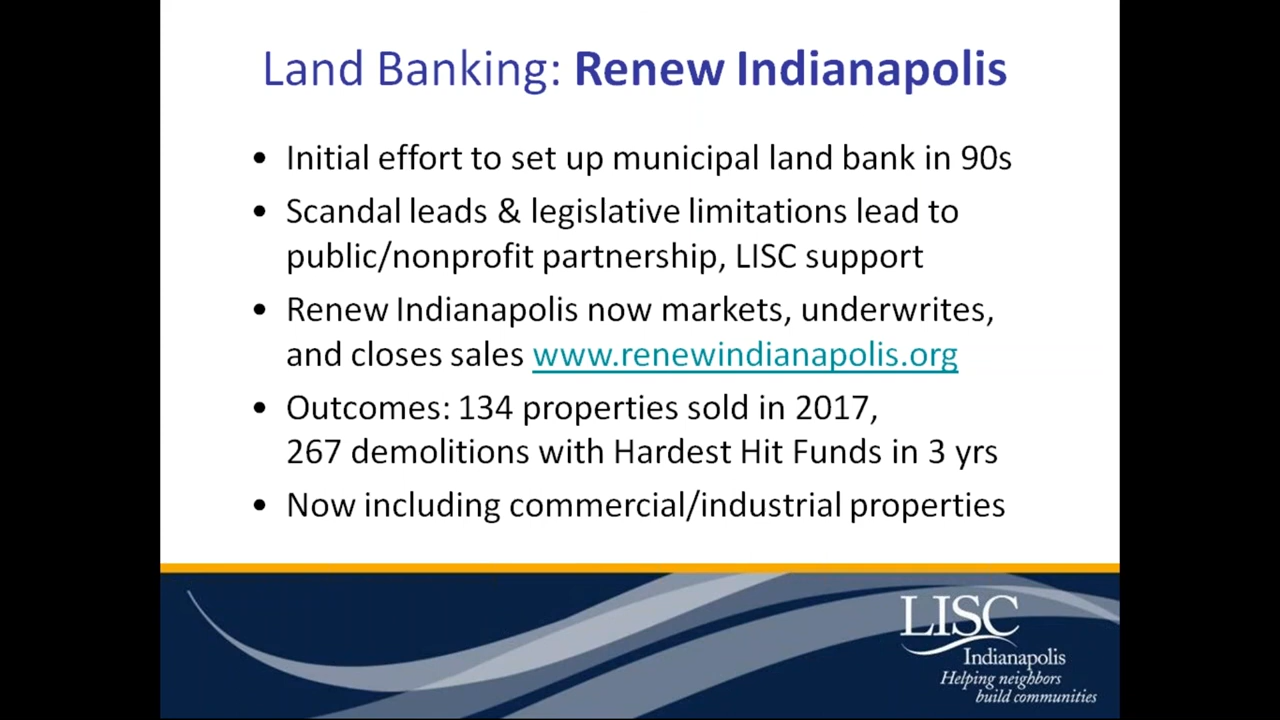 Land Banking: Renew Indianapolis
• Initial effort to set up municipal land bank in 90s
• Scandal leads & legislative limitations lead to
public/nonprofit partnership, LISC support
• Renew Indianapolis now markets, underwrites,
and closes sales www.renewindianapolis.org
• Outcomes: 134 properties sold in 2017,
267 demolitions with Hardest Hit Funds in 3 yrs
• Now including commercial/industrial properties
LISC
Indianapolis
Helping neighbors
build communities